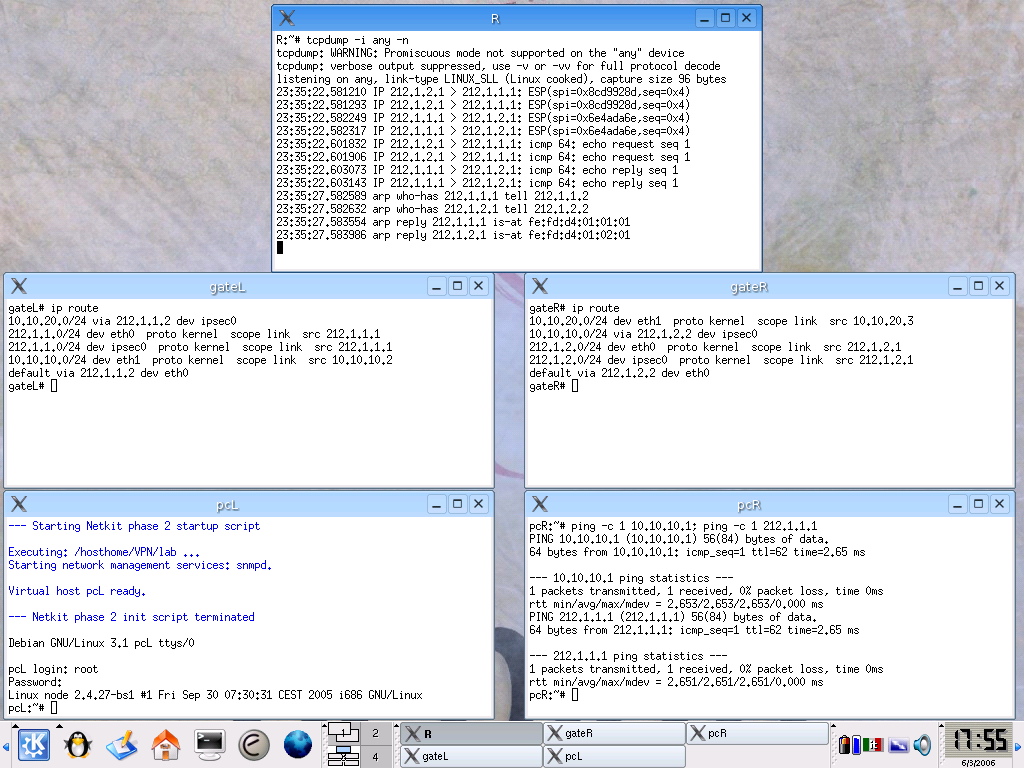 R
R:~# tcpdump -i any -n
tcpdump: WARNING: Promiscuous mode not supported on the "any" device
tcpdump: verbose output suppressed, use -v or -vv for full protocol decode
listening on any, link-type LINUX_SLL (Linux cooked), capture size 96 bytes
23:35:22.581210 IP 212.1.2.1 > 212.1.1.1: ESP(spi=0x8cd9928d,seq=0x4)
23:35:22.581293 IP 212.1.2.1 > 212.1.1.1: ESP(spi=0x8cd9928d,seq=0x4)
23:35:22.582249 IP 212.1.1.1 > 212.1.2.1: ESP(spi=0x6e4ada6e,seq=0x4)
23:35:22.582317 IP 212.1.1.1 > 212.1.2.1: ESP(spi=0x6e4ada6e,seq=0x4)
23:35:22.601832 IP 212.1.2.1 > 212.1.1.1: icmp 64: echo request seq 1
23:35:22.601906 IP 212.1.2.1 > 212.1.1.1: icmp 64: echo request seq 1
23:35:22.603073 IP 212.1.1.1 > 212.1.2.1: icmp 64: echo reply seq 1
23:35:22.603143 IP 212.1.1.1 > 212.1.2.1: icmp 64: echo reply seq 1
23:35:27.582589 arp who-has 212.1.1.1 tell 212.1.1.2
23:35:27.582632 arp who-has 212.1.2.1 tell 212.1.2.2
23:35:27.583554 arp reply 212.1.1.1 is-at fe:fd:d4:01:01:01
23:35:27.583986 arp reply 212.1.2.1 is-at fe:fd:d4:01:02:01
gateL
gateL# ip route
10.10.20.0/24 via 212.1.1.2 dev ipsec0
212.1.1.0/24 dev eth0  proto kernel  scope link  src 212.1.1.1
212.1.1.0/24 dev ipsec0  proto kernel  scope link  src 212.1.1.1
10.10.10.0/24 dev eth1  proto kernel  scope link  src 10.10.10.2
default via 212.1.1.2 dev eth0
gateL#
gateR
gateR# ip route
10.10.20.0/24 dev eth1  proto kernel  scope link  src 10.10.20.3
10.10.10.0/24 via 212.1.2.2 dev ipsec0
212.1.2.0/24 dev eth0  proto kernel  scope link  src 212.1.2.1
212.1.2.0/24 dev ipsec0  proto kernel  scope link  src 212.1.2.1
default via 212.1.2.2 dev eth0
gateR#
pcL
--- Starting Netkit phase 2 startup script
Executing: /hosthome/VPN/lab ...
Starting network management services: snmpd.
Virtual host pcL ready.
--- Netkit phase 2 init script terminated
Debian GNU/Linux 3.1 pcL ttys/0
pcL login: root
Password:
Linux node 2.4.27-bs1 #1 Fri Sep 30 07:30:31 CEST 2005 i686 GNU/Linux
pcL:~#
pcR
pcR:~# ping -c 1 10.10.10.1; ping -c 1 212.1.1.1
PING 10.10.10.1 (10.10.10.1) 56(84) bytes of data.
64 bytes from 10.10.10.1: icmp_seq=1 ttl=62 time=2.65 ms
--- 10.10.10.1 ping statistics ---
1 packets transmitted, 1 received, 0% packet loss, time 0ms
rtt min/avg/max/mdev = 2.653/2.653/2.653/0.000 ms
PING 212.1.1.1 (212.1.1.1) 56(84) bytes of data.
64 bytes from 212.1.1.1: icmp_seq=1 ttl=62 time=2.65 ms
--- 212.1.1.1 ping statistics ---
1 packets transmitted, 1 received, 0% packet loss, time 0ms
rtt min/avg/max/mdev = 2.651/2.651/2.651/0.000 ms
pcR:~#
1 2
4
R
gateR
pcR
gateL
pcL
it
17:55
6/3/2006